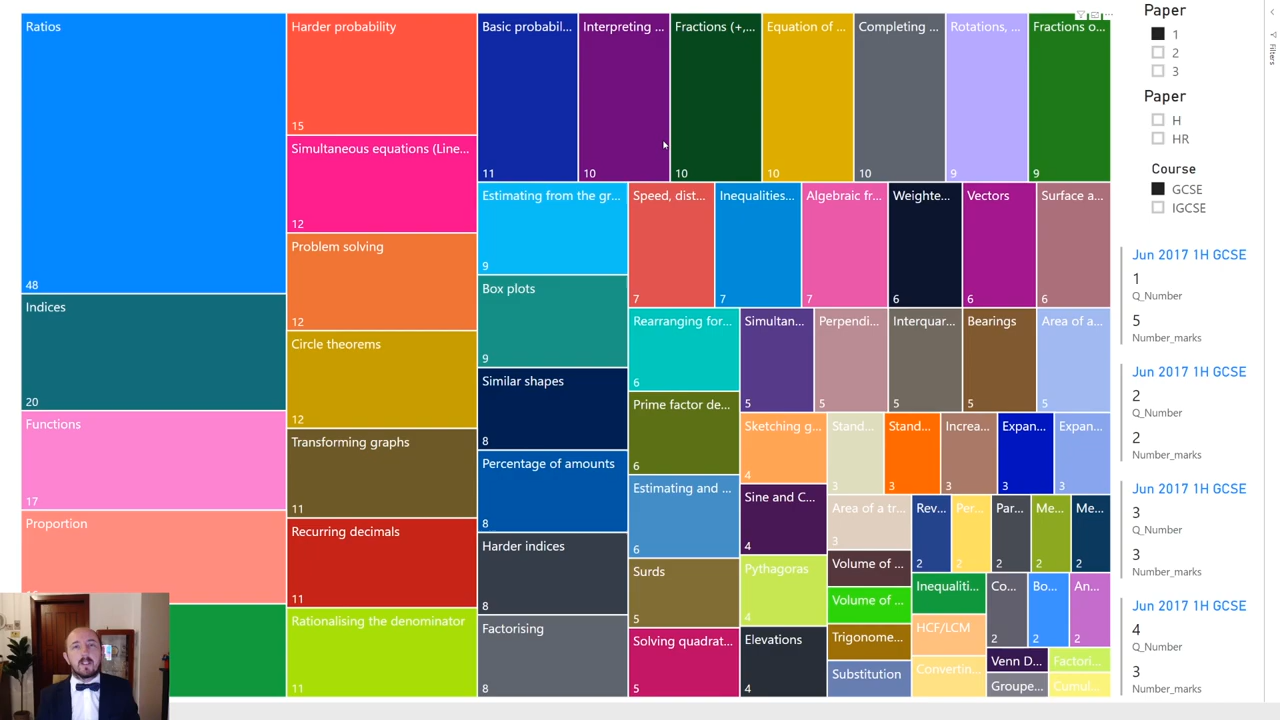 Ratios
48
Indices
20
Functions
17
Proportion
Harder probability
15
Simultaneous equations (Line...
12
Problem solving
12
Circle theorems
12
Transforming graphs
11
Recurring decimals
11
Rationalising the denominator
11
Basic probabil...
11
Interpreting ...
10
Fractions (+,...
10
Equation of ...
10
Completing ...
10
Rotations, ...
9
Fractions o...
9
Estimating from the gr...
9
Box plots
9
Similar shapes
8
Percentage of amounts
8
Harder indices
8
Factorising
8
Speed, dist...
7
Inequalities...
7
Algebraic fr...
7
Weighte...
6
Vectors
6
Surface a...
6
Rearranging for...
6
Prime factor de...
6
Estimating and ...
6
Surds
5
Solving quadrat...
5
Simultan...
5
Perpendi...
5
Interquar...
5
Bearings
5
Area of a...
5
Sketching g...
4
Sine and C...
4
Pythagoras
4
Elevations
4
Stand...
3
Stand...
3
Increa...
3
Expan...
3
Expan...
3
Area of a tr...
3
Volume of ...
Volume of ...
Trigonome...
Substitution
Rev...
2
Per...
2
Par...
2
Me...
2
Me...
2
Inequaliti...
HCF/LCM
Convertin...
Co...
2
Bo...
2
An...
2
Venn D...
Factori...
Groupe...
Cumul...
Paper
1
2
3
Paper
H
HR
Course
GCSE
IGCSE
Jun 2017 1H GCSE
1
Q_Number
5
Number_marks
Jun 2017 1H GCSE
2
Q_Number
2
Number_marks
Jun 2017 1H GCSE
3
Q_Number
3
Number_marks
Jun 2017 1H GCSE
4
Q_Number
3
Number_marks
Filters